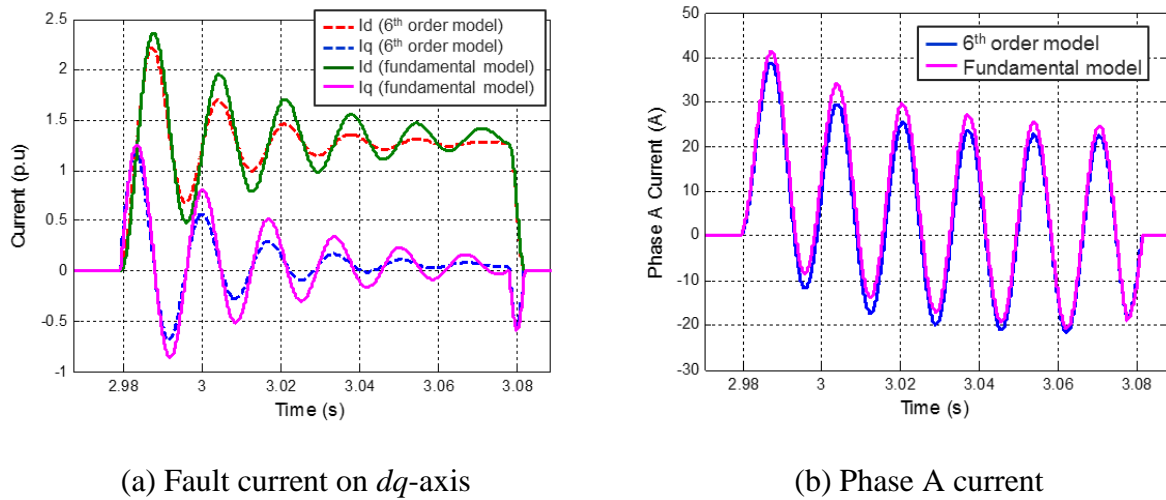 Id (6th order model)
Iq (6th order model)
Id (fundamental model)
Iq (fundamental model)
2.5
2
1.5
1
0.5
0
-0.5
-1
Current (p.u)
2.98
3
3.02
3.04
3.06
3.08
Time (s)
(a) Fault current on dq-axis
6th order model
Fundamental model
50
40
30
20
10
0
-10
-20
-30
Phase A Current (A)
2.98
3
3.02
3.04
3.06
3.08
Time (s)
(b) Phase A current